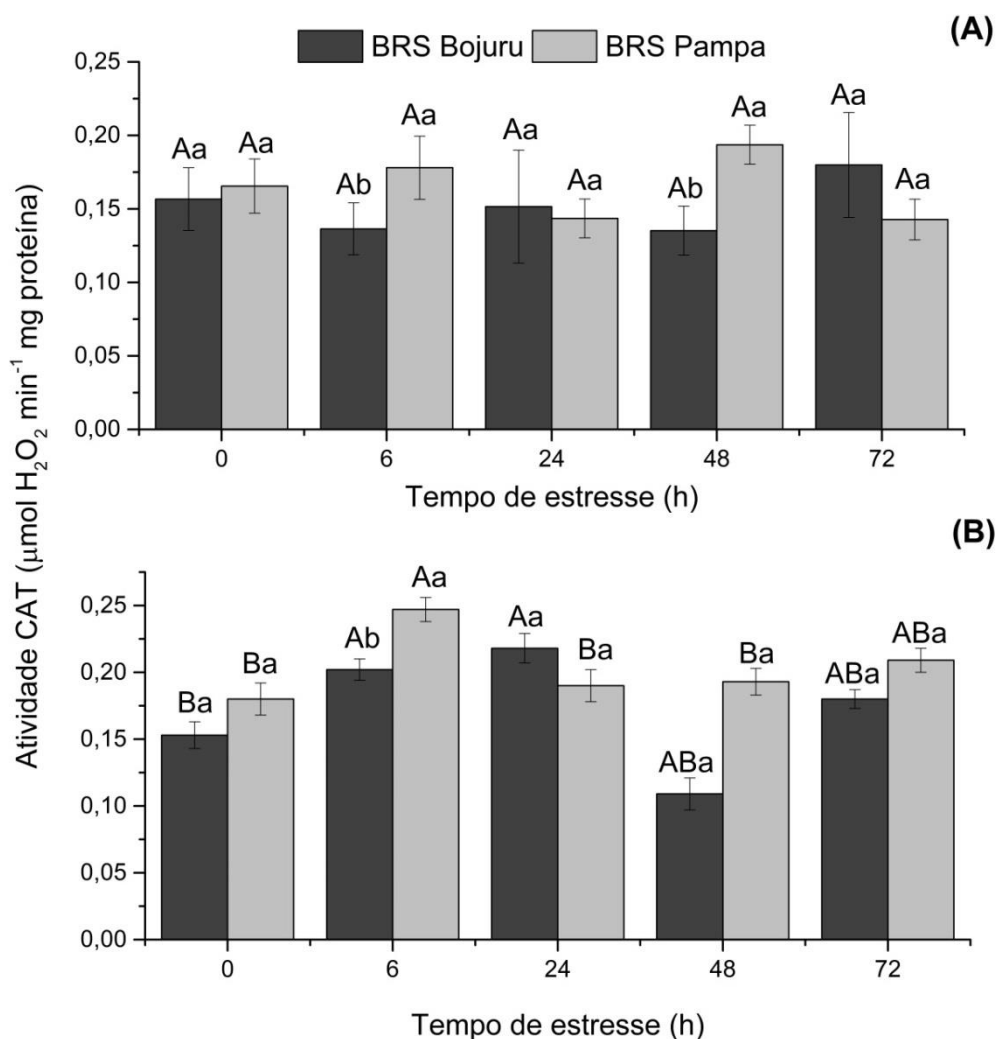 (A)
BRS Bojuru BRS Pampa
Atividade CAT (µmol H₂O₂ min⁻¹ mg proteína)
0,25
0,20
0,15
0,10
0,05
0,00
Aa Aa Ab Aa Aa Aa Ab Aa Aa Aa
0 6 24 48 72
Tempo de estresse (h)
(B)
0,25
0,20
0,15
0,10
0,05
0,00
Ba Ba Ab Aa Aa Ba ABa Ba ABa ABa
0 6 24 48 72
Tempo de estresse (h)